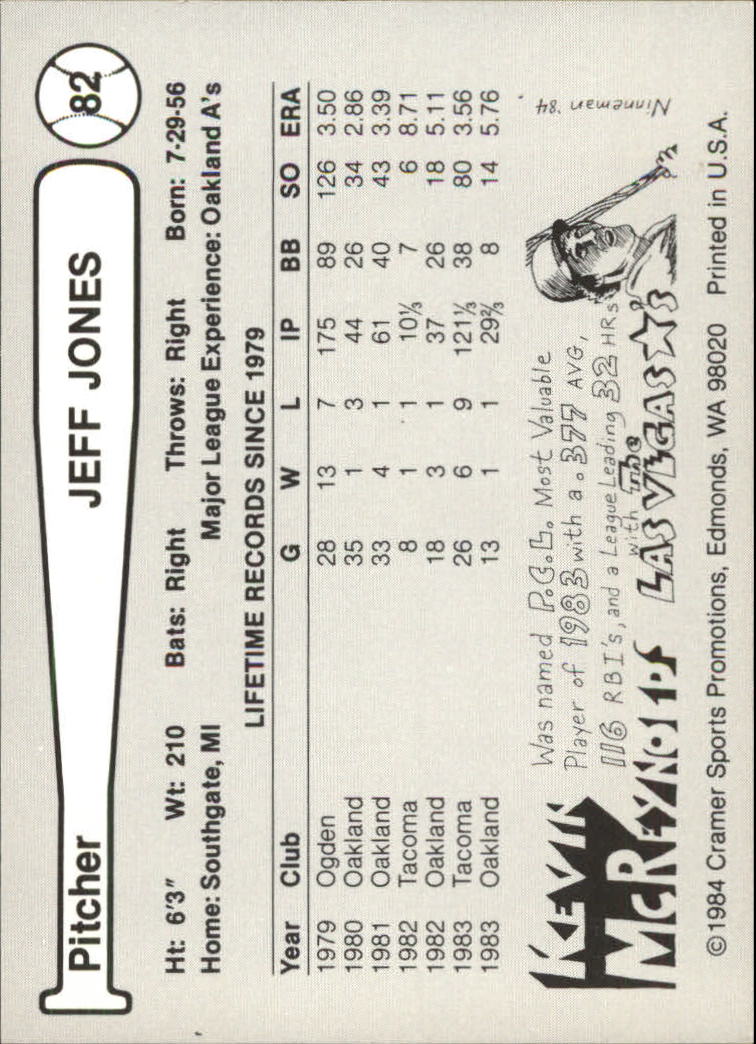 Pitcher JEFF JONES 82
Ht: 6'3" Wt: 210 Bats: Right Throws: Right Born: 7-29-56
Home: Southgate, MI Major League Experience: Oakland A's
LIFETIME RECORDS SINCE 1979
Year Club G W L IP BB SO ERA
1979 Ogden 28 13 7 175 89 126 3.50
1980 Oakland 35 1 3 44 26 34 2.86
1981 Oakland 33 4 1 61 40 43 3.39
1982 Tacoma 8 1 1 10⅓ 7 6 8.71
1982 Oakland 18 3 1 37 26 18 5.11
1983 Tacoma 26 6 9 121⅓ 38 80 3.56
1983 Oakland 13 1 1 29⅔ 8 14 5.76
KEVIN
McREYNOLDS
Was named P.C.L. Most Valuable
Player of 1983 with a .377 AVG,
116 RBI's, and a League Leading 32 HRs
with The
LAS VEGAS STARS
Ninneman '84
©1984 Cramer Sports Promotions, Edmonds, WA 98020 Printed in U.S.A.